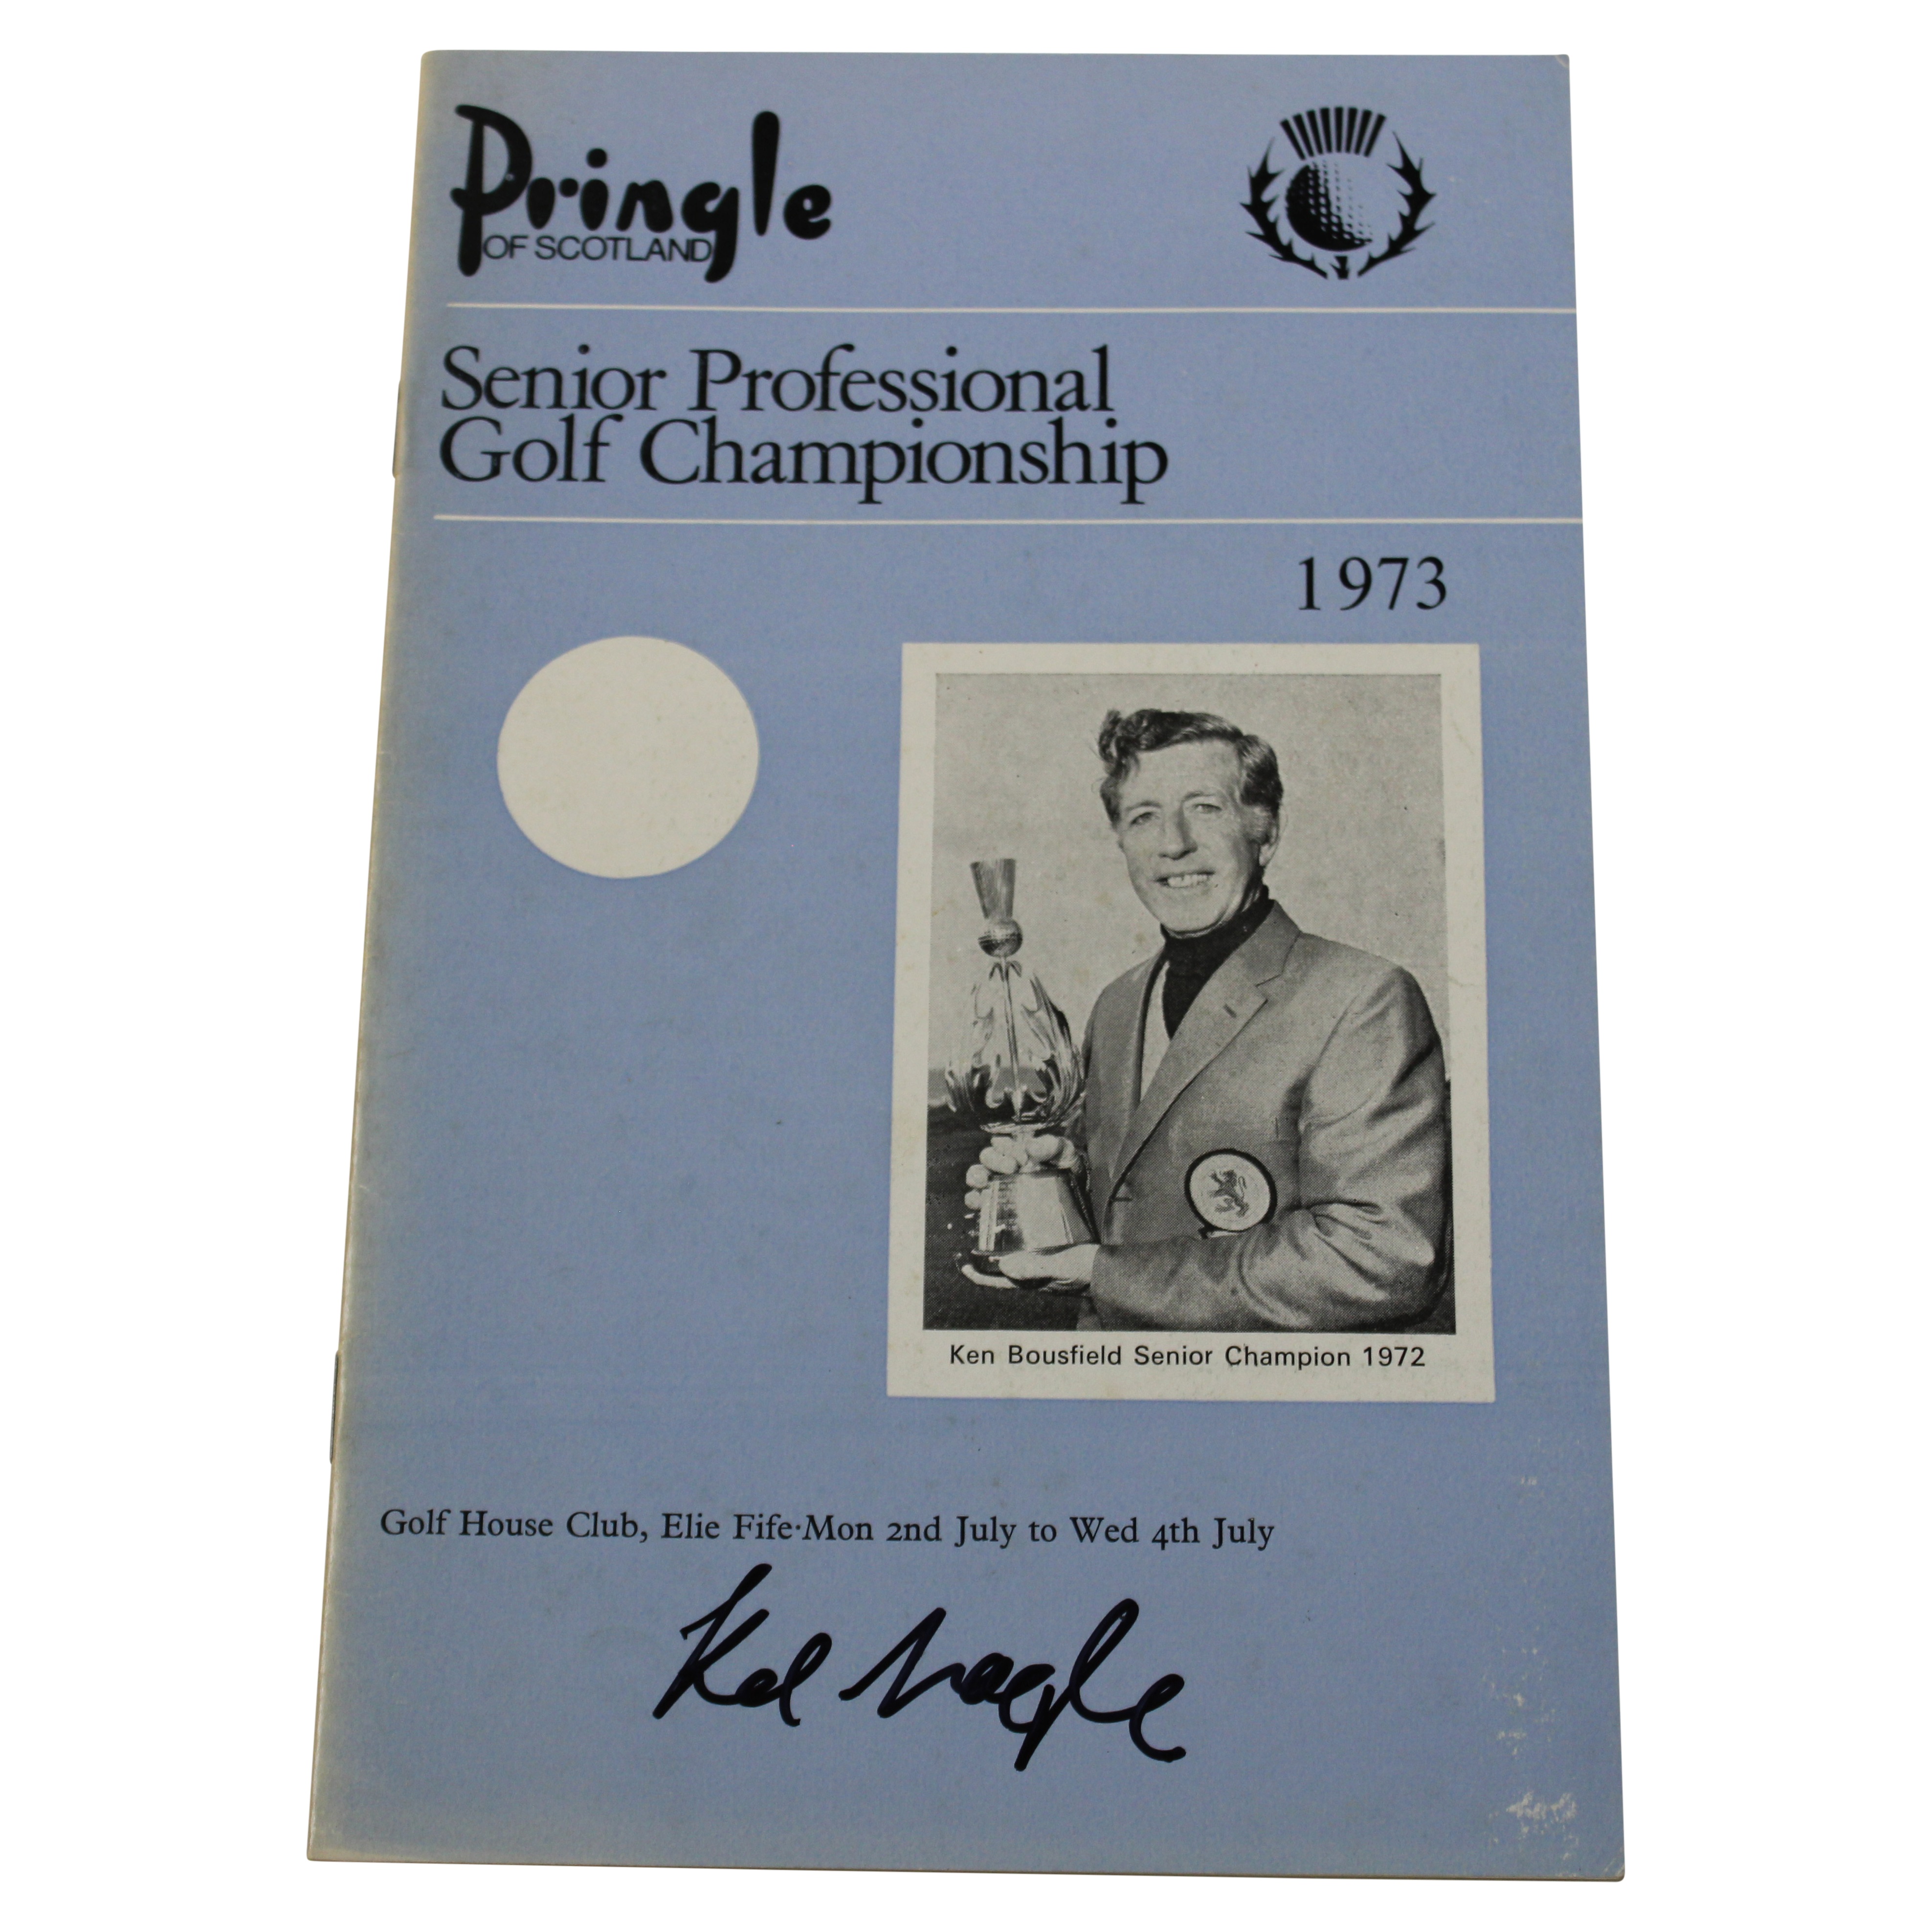 Pringle
OF SCOTLAND
Senior Professional
Golf Championship
1973
Ken Bousfield Senior Champion 1972
Golf House Club, Elie Fife·Mon 2nd July to Wed 4th July
Kel Nagle